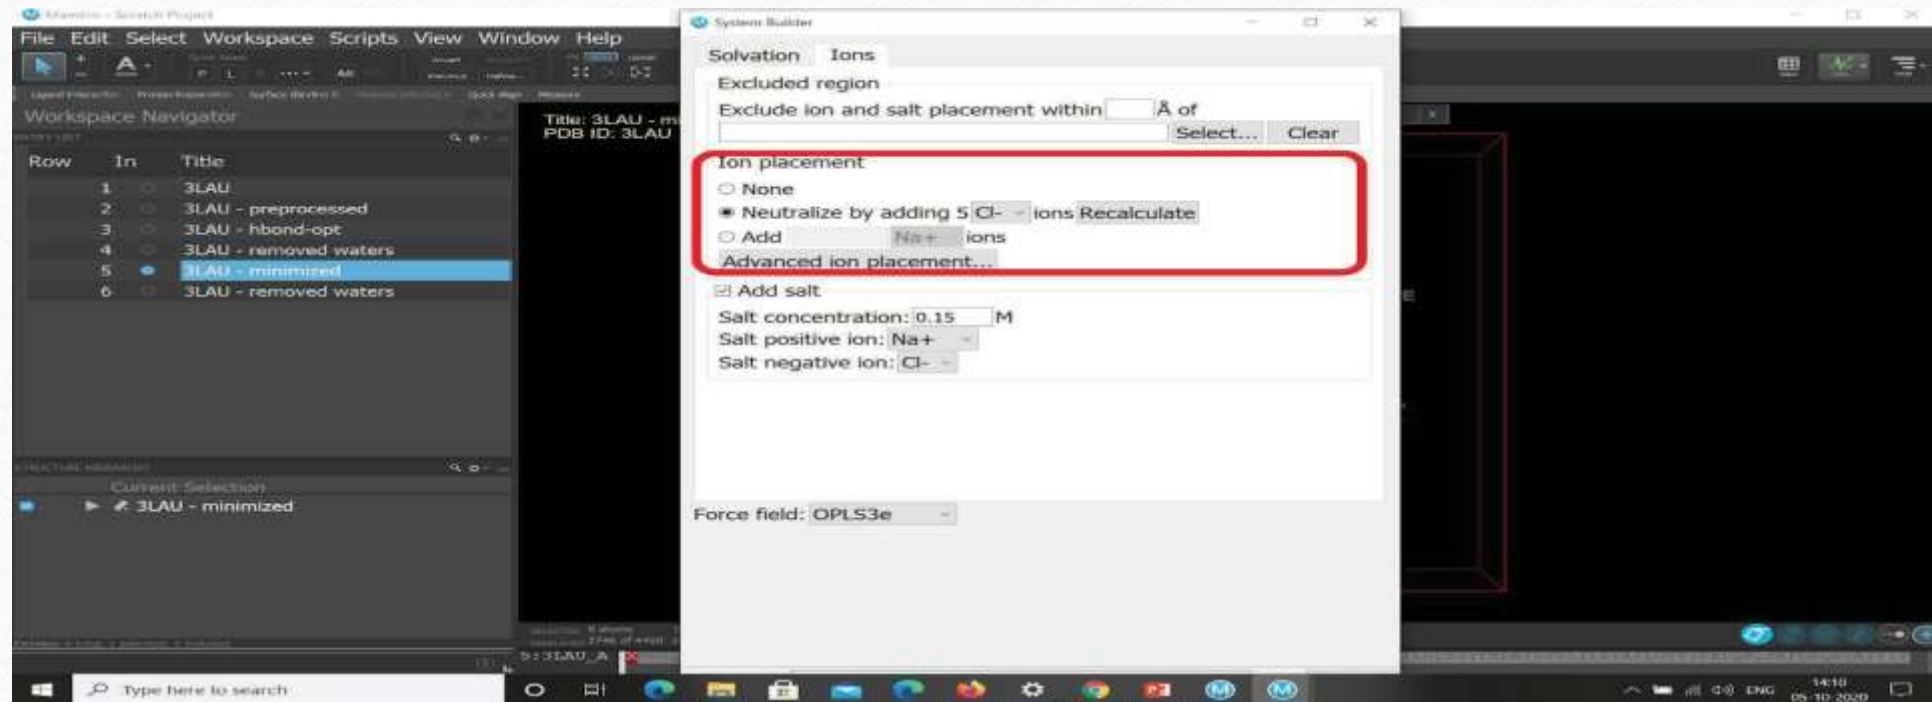 Maestro - Scratch Project
File Edit Select Workspace Scripts View Window Help
Workspace Navigator
Row In Title
1 3LAU
2 3LAU - preprocessed
3 3LAU - hbond-opt
4 3LAU - removed waters
5 3LAU - minimized
6 3LAU - removed waters
Current Selection
3LAU - minimized
Title: 3LAU - m
PDB ID: 3LAU
System Builder
Solvation Ions
Excluded region
Exclude ion and salt placement within Å of
Select... Clear
Ion placement
None
Neutralize by adding 5 Cl- ions Recalculate
Add Na+ ions
Advanced ion placement...
Add salt
Salt concentration: 0.15 M
Salt positive ion: Na+
Salt negative ion: Cl-
Force field: OPLS3e
5:3LAU_A
Type here to search
ENG
14:10
05-10-2020